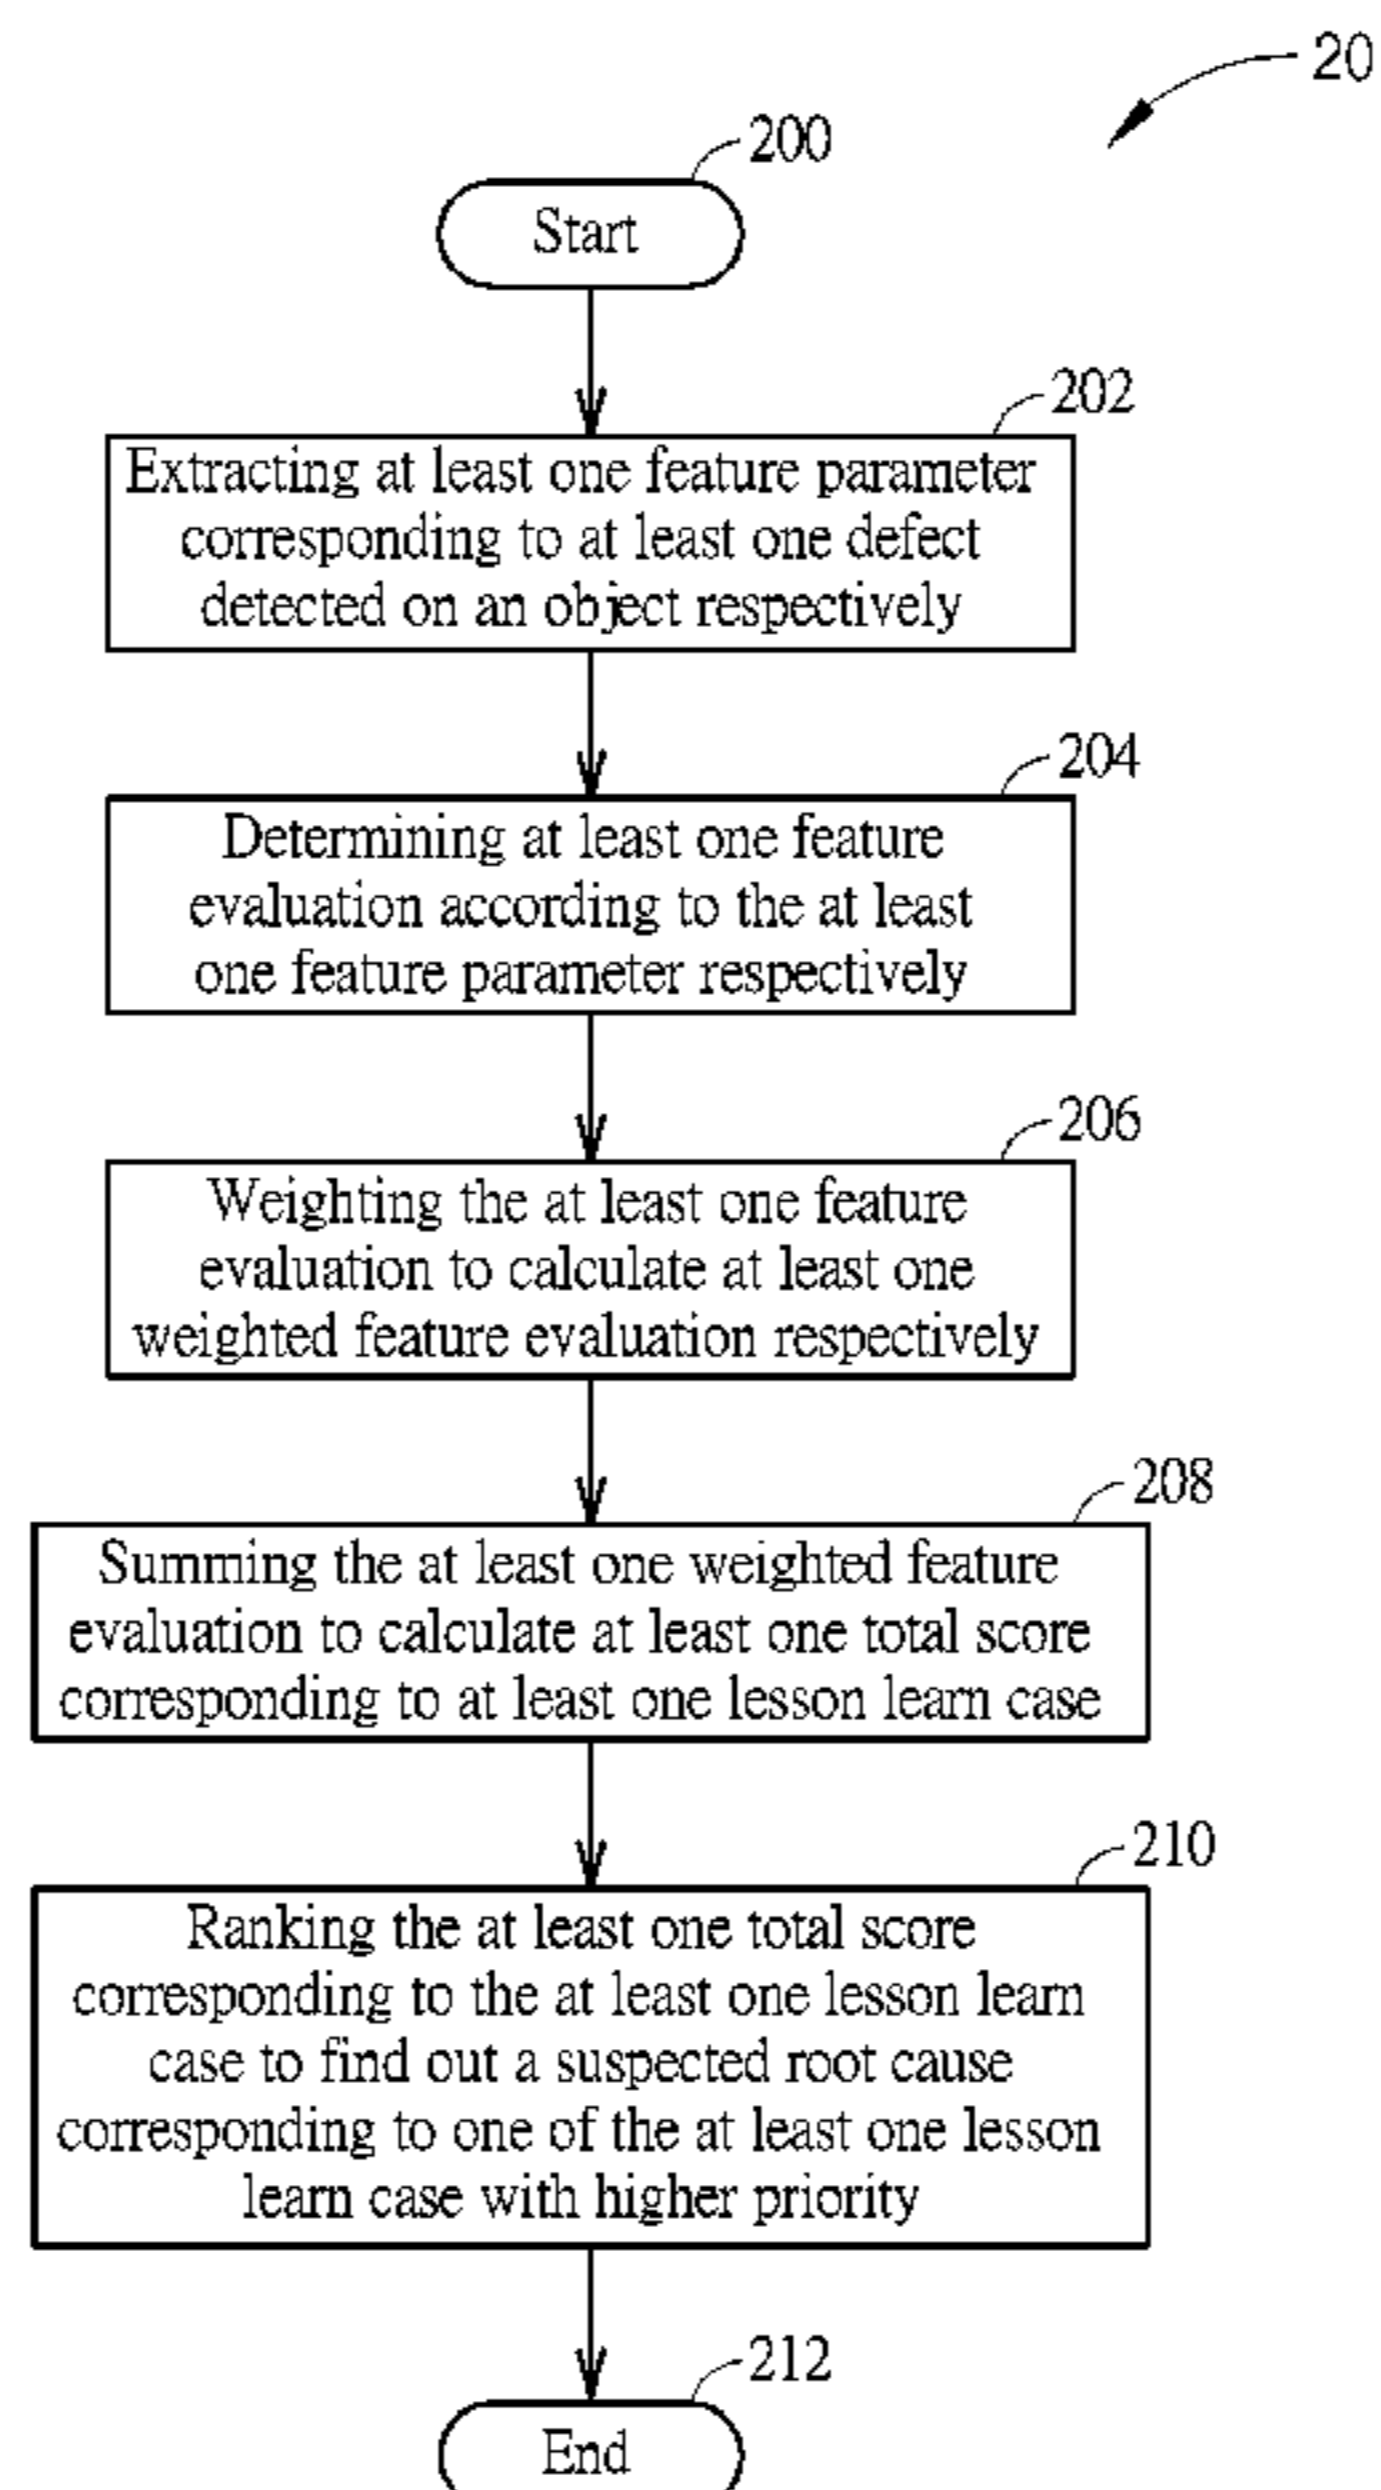 20
200
Start
202
Extracting at least one feature parameter
corresponding to at least one defect
detected on an object respectively
204
Determining at least one feature
evaluation according to the at least
one feature parameter respectively
206
Weighting the at least one feature
evaluation to calculate at least one
weighted feature evaluation respectively
208
Summing the at least one weighted feature
evaluation to calculate at least one total score
corresponding to at least one lesson learn case
210
Ranking the at least one total score
corresponding to the at least one lesson learn
case to find out a suspected root cause
corresponding to one of the at least one lesson
learn case with higher priority
212
End